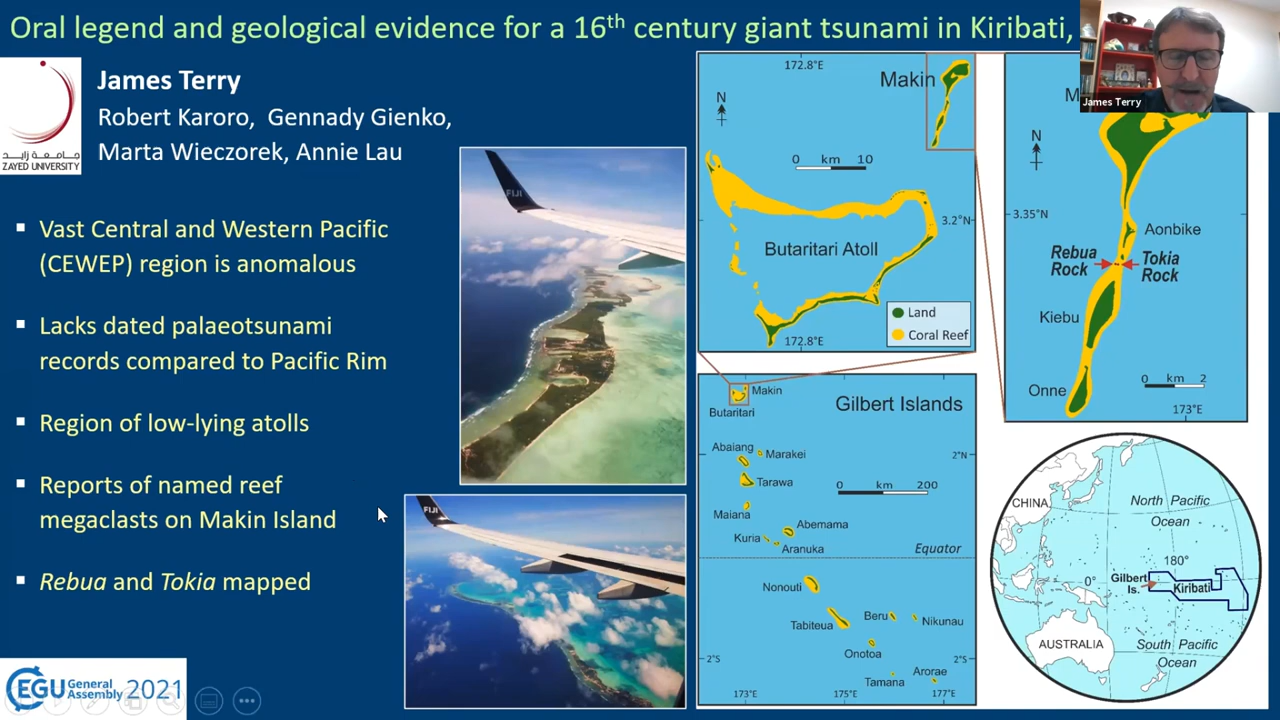 Oral legend and geological evidence for a 16th century giant tsunami in Kiribati,
James Terry
Robert Karoro, Gennady Gienko,
Marta Wieczorek, Annie Lau
جامعة زايد
ZAYED UNIVERSITY
Vast Central and Western Pacific
(CEWEP) region is anomalous
Lacks dated palaeotsunami
records compared to Pacific Rim
Region of low-lying atolls
Reports of named reef
megaclasts on Makin Island
Rebua and Tokia mapped
EGU General
Assembly 2021
FIJI
FIJI
172.8°E
Makin
N
0 km 10
3.2°N
Butaritari Atoll
Land
Coral Reef
172.8°E
M
James Terry
N
3.35°N
Aonbike
Rebua
Rock
Tokia
Rock
Kiebu
Onne
0 km 2
173°E
Makin
Butaritari
Gilbert Islands
Abaiang
Marakei
2°N
Tarawa
0 km 200
Maiana
Abemama
Kuria
Aranuka
Equator
Nonouti
Tabiteua
Beru
Nikunau
Onotoa
2°S
2°S
Arorae
Tamana
173°E
175°E
177°E
CHINA
North Pacific
Ocean
180°
0°
Gilbert
Is.
Kiribati
AUSTRALIA
South Pacific
Ocean